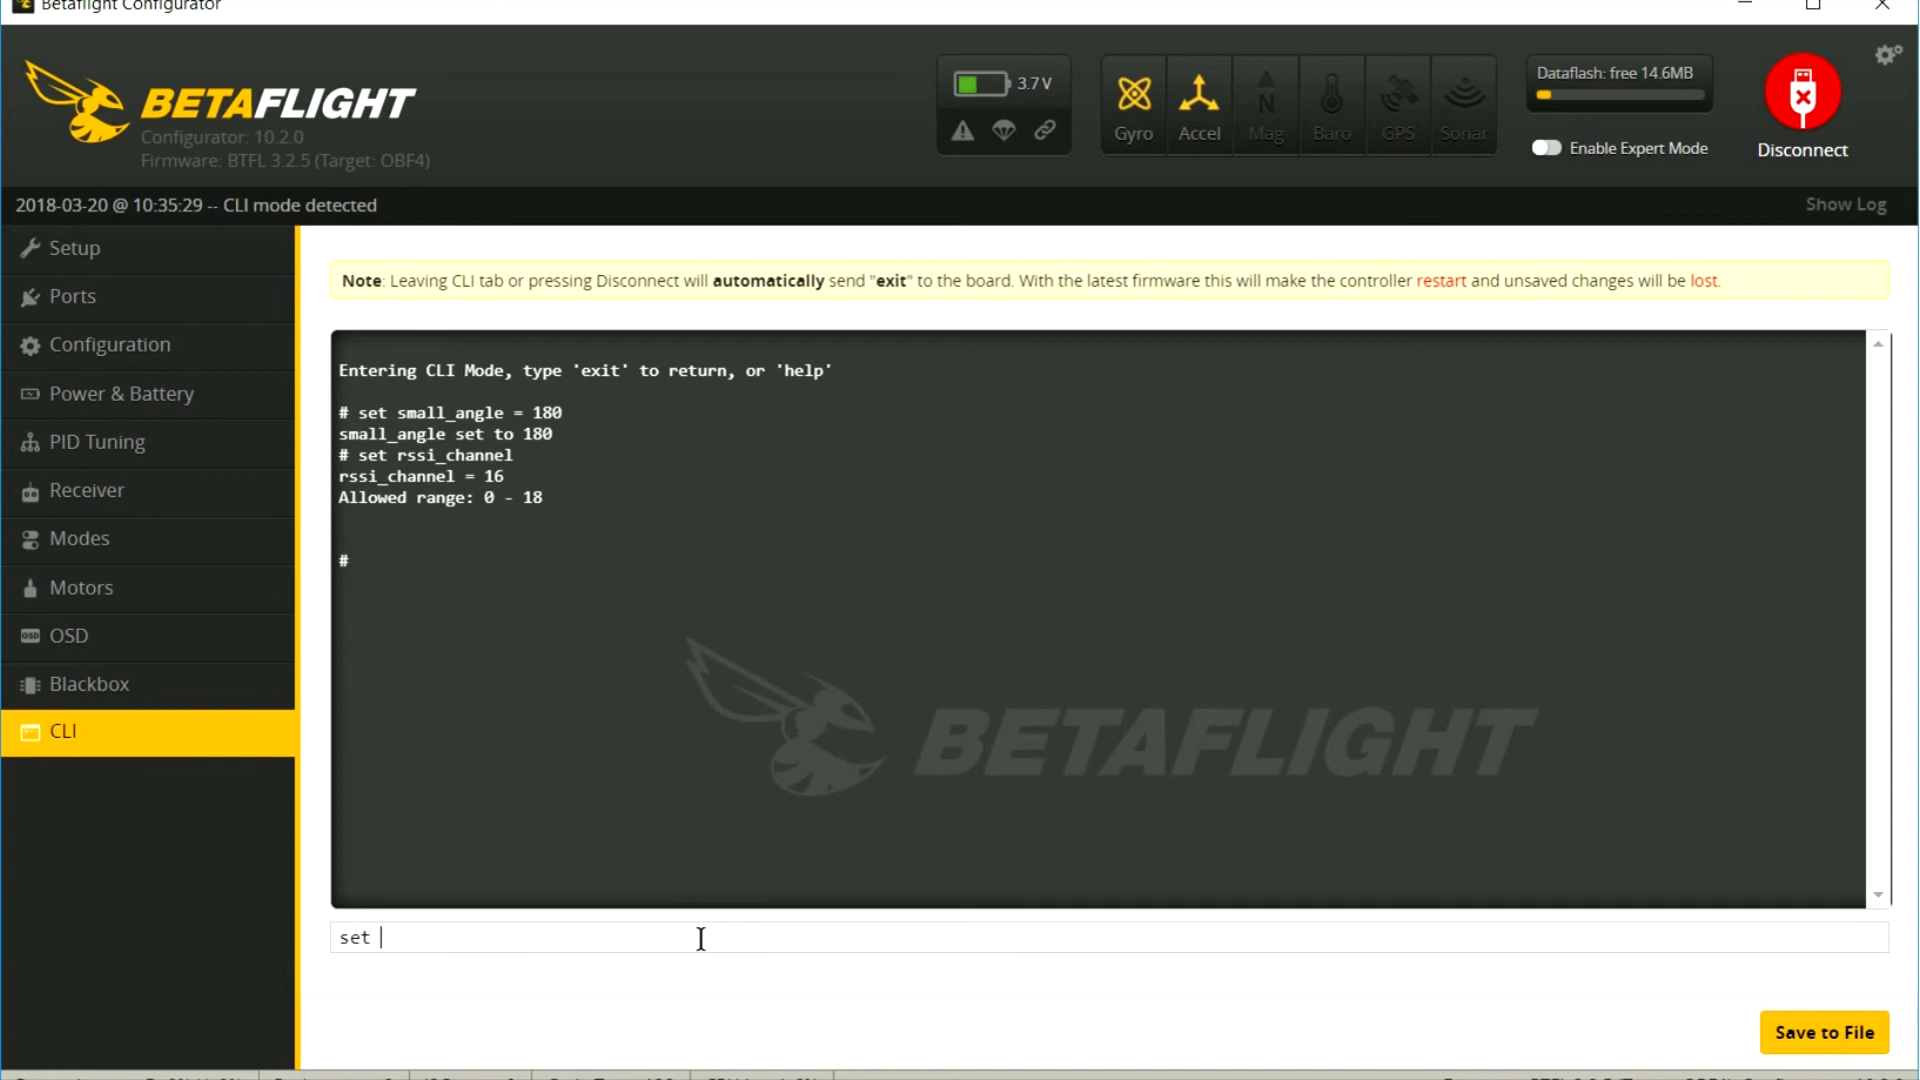 Betaflight Configurator
BETAFLIGHT
Configurator: 10.2.0
Firmware: BTFL 3.2.5 (Target: OBF4)
3.7 V
Gyro
Accel
Mag
Baro
GPS
Sonar
Dataflash: free 14.6MB
Enable Expert Mode
Disconnect
2018-03-20 @ 10:35:29 -- CLI mode detected
Show Log
Setup
Ports
Configuration
Power & Battery
PID Tuning
Receiver
Modes
Motors
OSD
Blackbox
CLI
Note: Leaving CLI tab or pressing Disconnect will automatically send "exit" to the board. With the latest firmware this will make the controller restart and unsaved changes will be lost.
Entering CLI Mode, type 'exit' to return, or 'help'
# set small_angle = 180
small_angle set to 180
# set rssi_channel
rssi_channel = 16
Allowed range: 0 - 18
#
BETAFLIGHT
set
Save to File